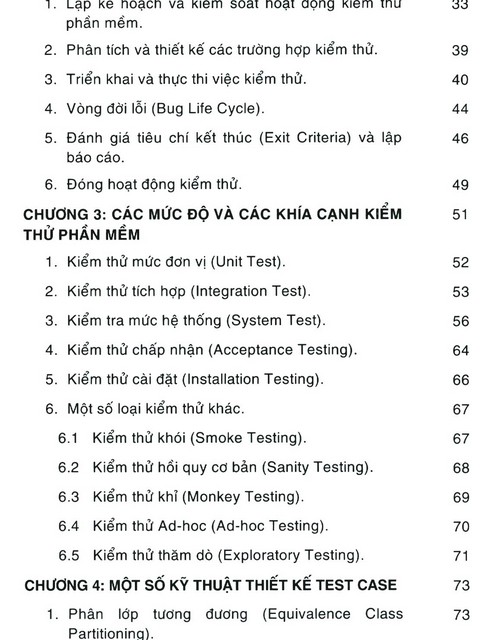 1. Lập kế hoạch và kiểm soát hoạt động kiểm thử 33
phần mềm.
2. Phân tích và thiết kế các trường hợp kiểm thử. 39
3. Triển khai và thực thi việc kiểm thử. 40
4. Vòng đời lỗi (Bug Life Cycle). 44
5. Đánh giá tiêu chí kết thúc (Exit Criteria) và lập 46
báo cáo.
6. Đóng hoạt động kiểm thử. 49
CHƯƠNG 3: CÁC MỨC ĐỘ VÀ CÁC KHÍA CẠNH KIỂM 51
THỬ PHẦN MỀM
1. Kiểm thử mức đơn vị (Unit Test). 52
2. Kiểm thử tích hợp (Integration Test). 53
3. Kiểm tra mức hệ thống (System Test). 56
4. Kiểm thử chấp nhận (Acceptance Testing). 64
5. Kiểm thử cài đặt (Installation Testing). 66
6. Một số loại kiểm thử khác. 67
6.1 Kiểm thử khói (Smoke Testing). 67
6.2 Kiểm thử hồi quy cơ bản (Sanity Testing). 68
6.3 Kiểm thử khỉ (Monkey Testing). 69
6.4 Kiểm thử Ad-hoc (Ad-hoc Testing). 70
6.5 Kiểm thử thăm dò (Exploratory Testing). 71
CHƯƠNG 4: MỘT SỐ KỸ THUẬT THIẾT KẾ TEST CASE 73
1. Phân lớp tương đương (Equivalence Class 73
Partitioning).